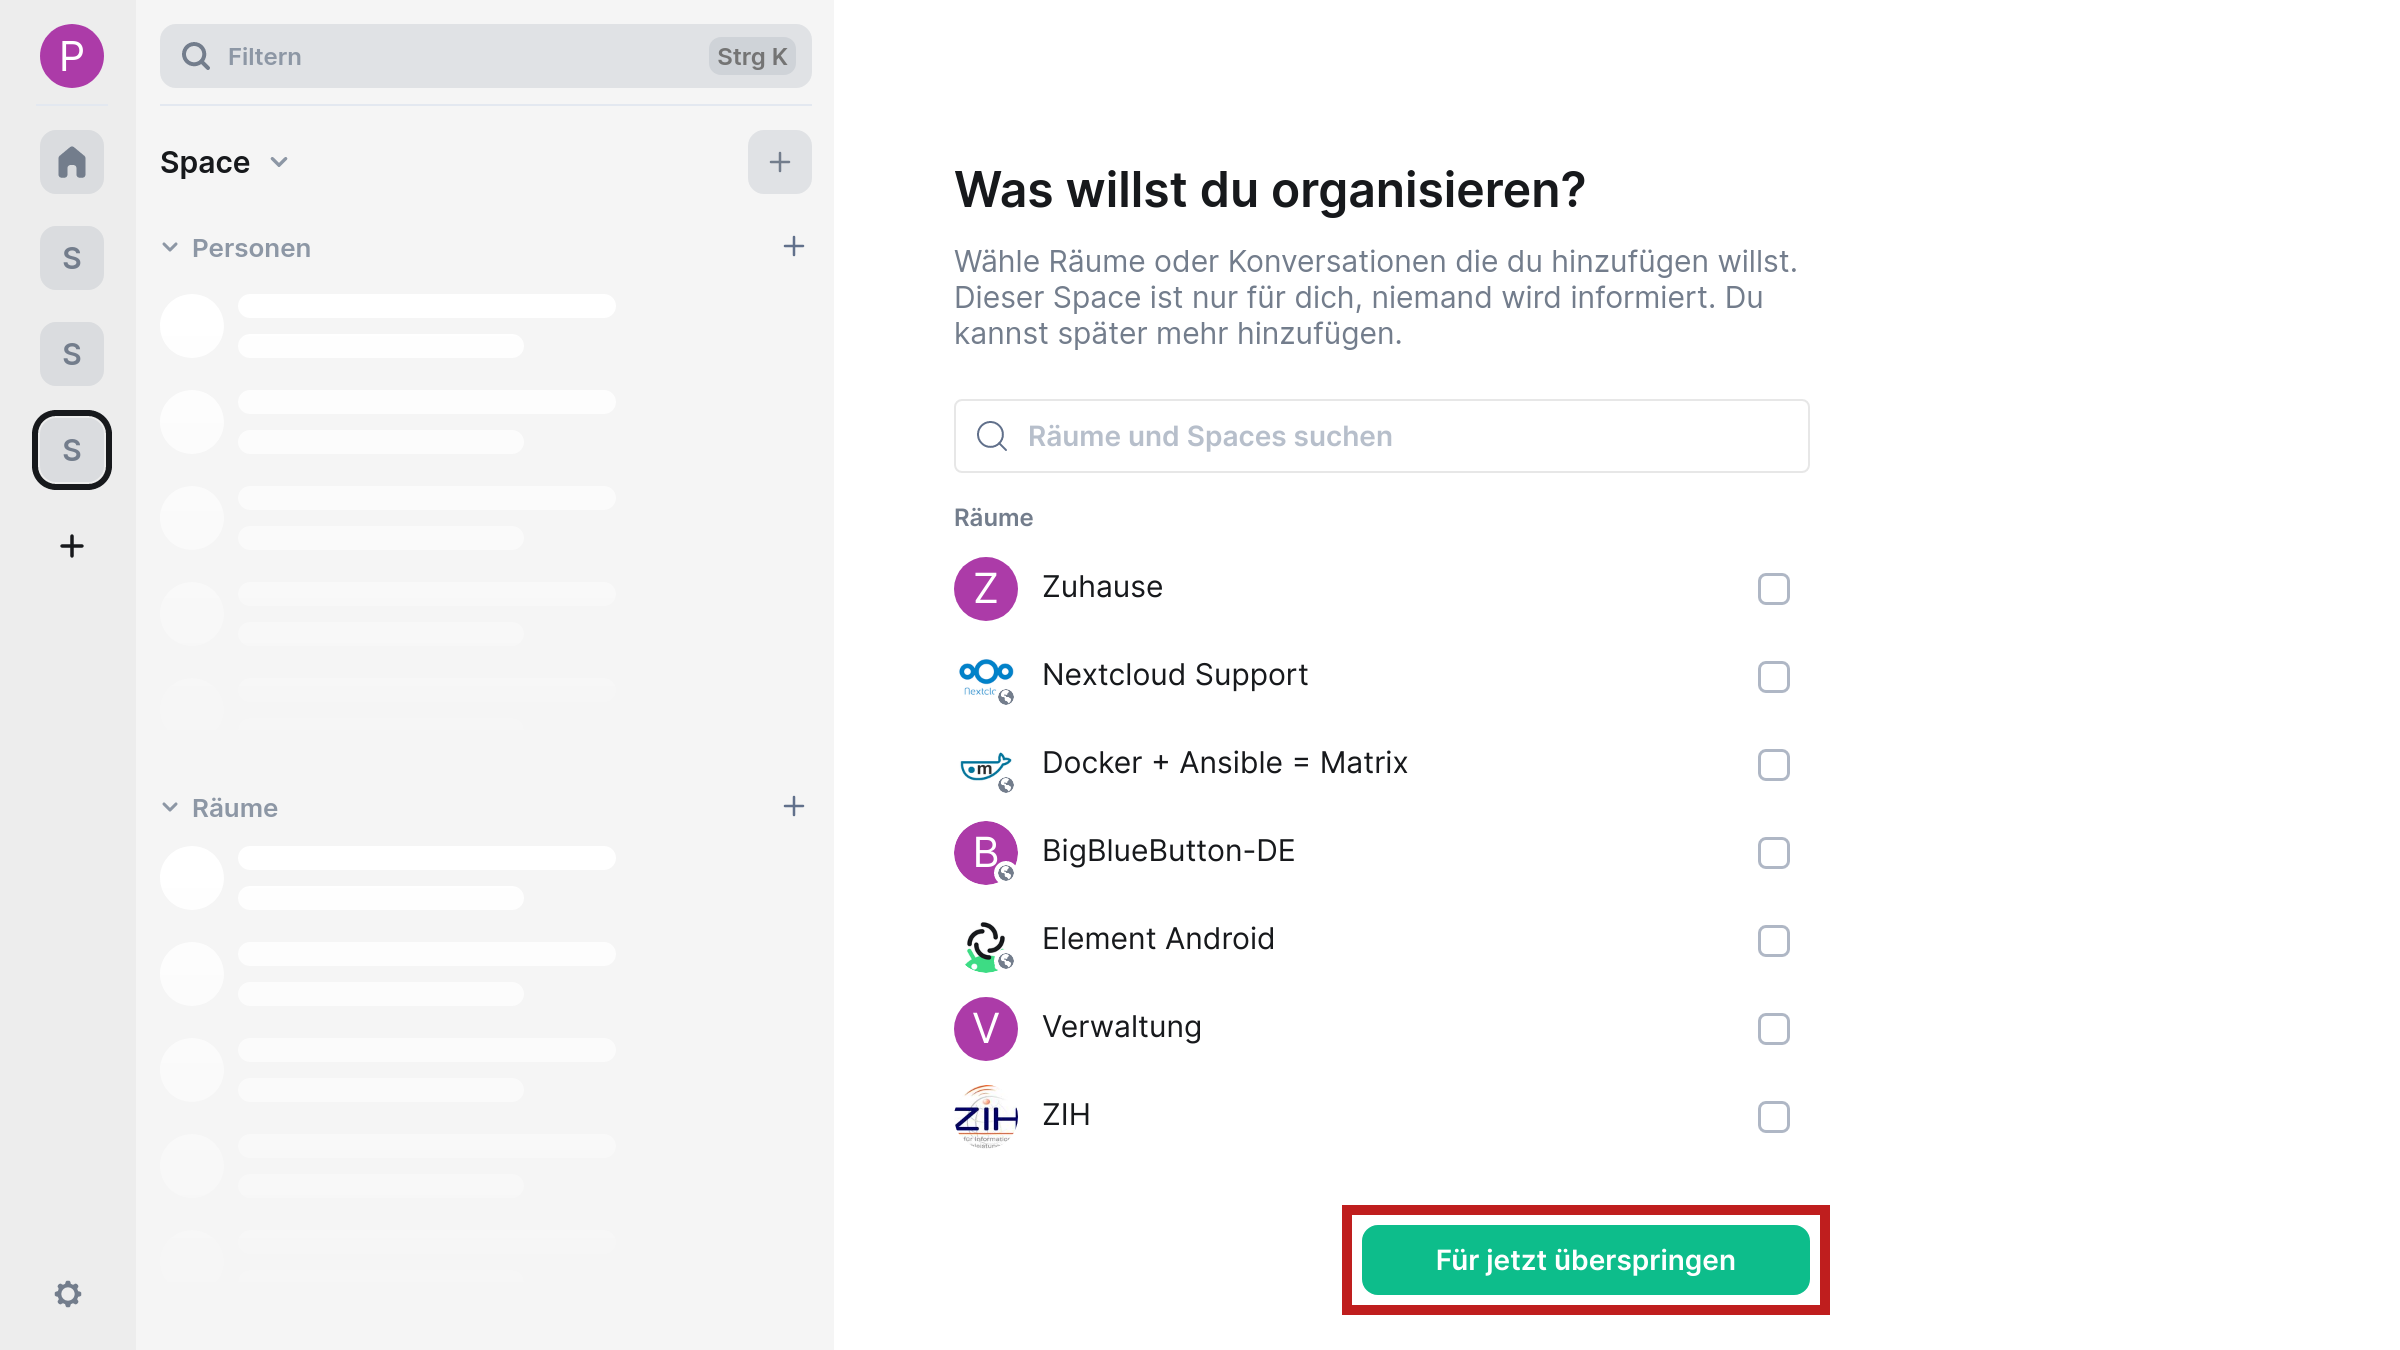 P
Filtern
Strg K
Space
S
S
S
Personen
Räume
Was willst du organisieren?
Wähle Räume oder Konversationen die du hinzufügen willst.
Dieser Space ist nur für dich, niemand wird informiert. Du
kannst später mehr hinzufügen.
Räume und Spaces suchen
Räume
Z
Zuhause
Nextcloud Support
m
Docker + Ansible = Matrix
B
BigBlueButton-DE
Element Android
V
Verwaltung
ZIH
ZIH
Für jetzt überspringen